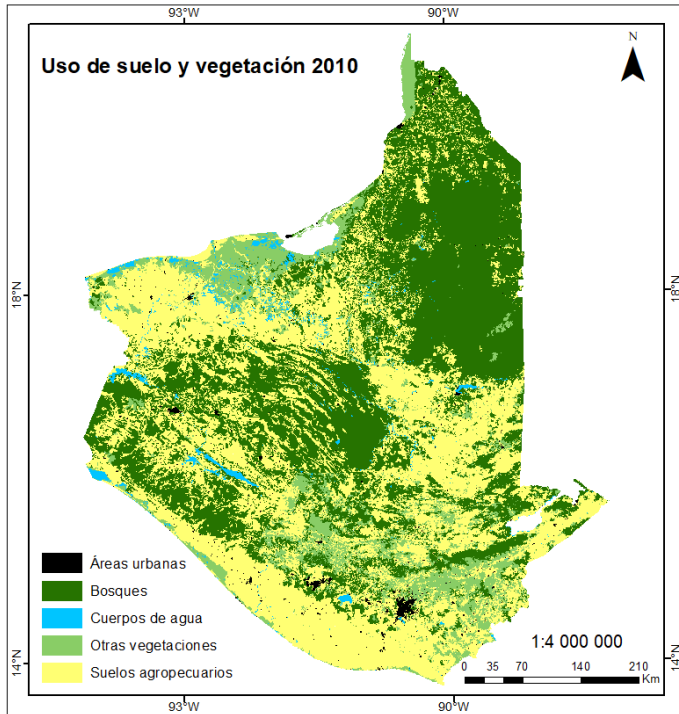 93°W
90°W
Uso de suelo y vegetación 2010
N
18°N
18°N
Áreas urbanas
Bosques
Cuerpos de agua
Otras vegetaciones
Suelos agropecuarios
1:4 000 000
0 35 70 140 210
Km
14°N
14°N
93°W
90°W